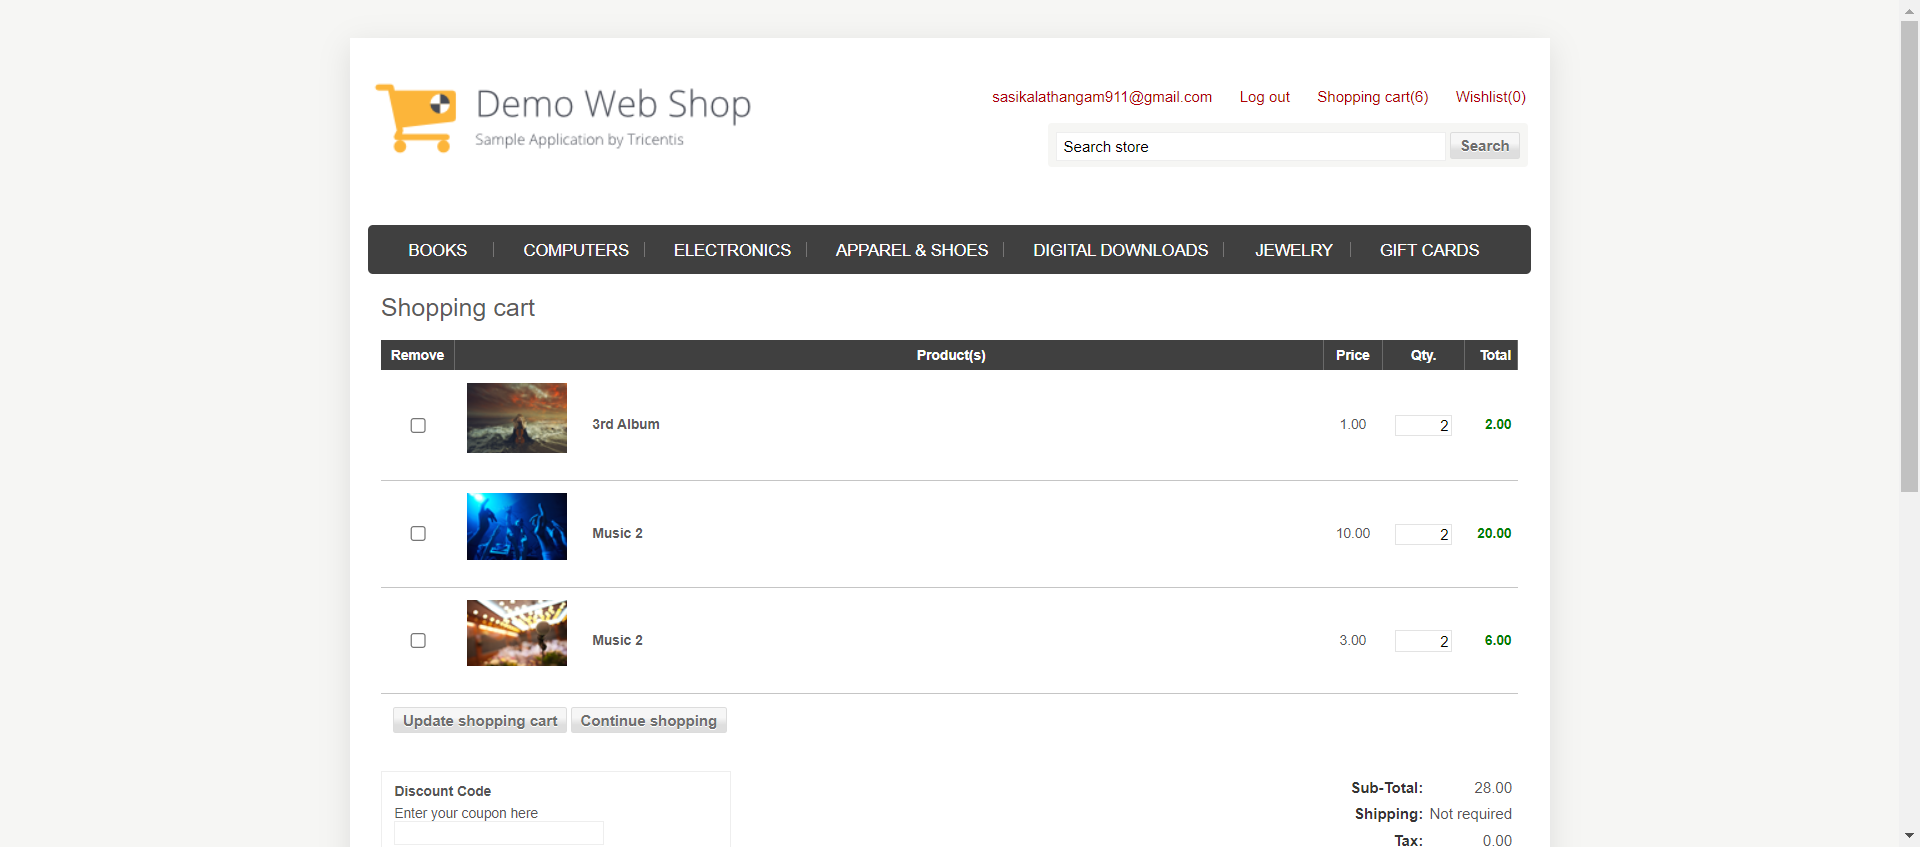 Demo Web Shop
Sample Application by Tricentis
sasikalathangam911@gmail.com Log out Shopping cart(6) Wishlist(0)
Search store Search
BOOKS COMPUTERS ELECTRONICS APPAREL & SHOES DIGITAL DOWNLOADS JEWELRY GIFT CARDS
Shopping cart
Remove Product(s) Price Qty. Total
3rd Album 1.00 2 2.00
Music 2 10.00 2 20.00
Music 2 3.00 2 6.00
Update shopping cart Continue shopping
Discount Code
Enter your coupon here
Sub-Total: 28.00
Shipping: Not required
Tax: 0.00